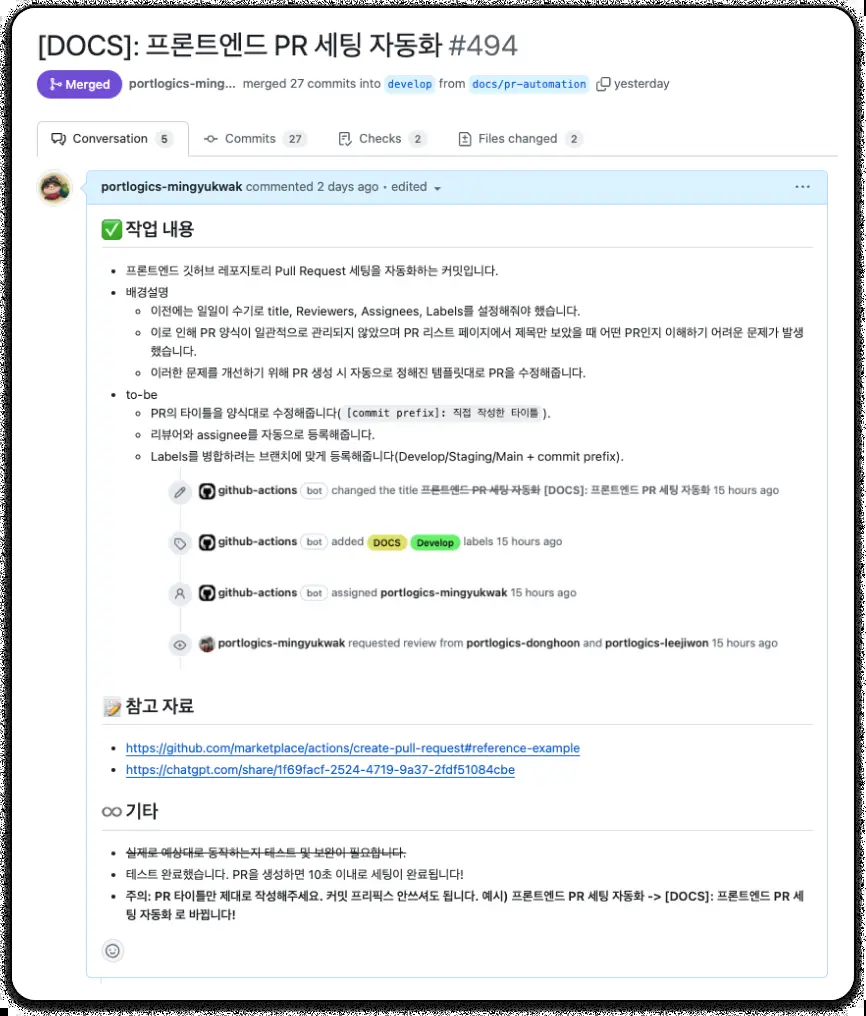 [DOCS]: 프론트엔드 PR 세팅 자동화 #494
Merged portlogics-ming... merged 27 commits into develop from docs/pr-automation yesterday
Conversation 5 Commits 27 Checks 2 Files changed 2
portlogics-mingyukwak commented 2 days ago • edited
✅ 작업 내용
• 프론트엔드 깃허브 레포지토리 Pull Request 세팅을 자동화하는 커밋입니다.
• 배경설명
◦ 이전에는 일일이 수기로 title, Reviewers, Assignees, Labels를 설정해줘야 했습니다.
◦ 이로 인해 PR 양식이 일관적으로 관리되지 않았으며 PR 리스트 페이지에서 제목만 보았을 때 어떤 PR인지 이해하기 어려운 문제가 발생
했습니다.
◦ 이러한 문제를 개선하기 위해 PR 생성 시 자동으로 정해진 템플릿대로 PR을 수정해줍니다.
• to-be
◦ PR의 타이틀을 양식대로 수정해줍니다( [commit prefix]: 직접 작성한 타이틀 ).
◦ 리뷰어와 assignee를 자동으로 등록해줍니다.
◦ Labels를 병합하려는 브랜치에 맞게 등록해줍니다(Develop/Staging/Main + commit prefix).
github-actions bot changed the title 프론트엔드 PR 세팅 자동화 [DOCS]: 프론트엔드 PR 세팅 자동화 15 hours ago
github-actions bot added DOCS Develop labels 15 hours ago
github-actions bot assigned portlogics-mingyukwak 15 hours ago
portlogics-mingyukwak requested review from portlogics-donghoon and portlogics-leejiwon 15 hours ago
📝 참고 자료
• https://github.com/marketplace/actions/create-pull-request#reference-example
• https://chatgpt.com/share/1f69facf-2524-4719-9a37-2fdf51084cbe
♾️ 기타
• 실제로 예상대로 동작하는지 테스트 및 보완이 필요합니다.
• 테스트 완료했습니다. PR을 생성하면 10초 이내로 세팅이 완료됩니다!
• 주의: PR 타이틀만 제대로 작성해주세요. 커밋 프리픽스 안쓰셔도 됩니다. 예시) 프론트엔드 PR 세팅 자동화 -> [DOCS]: 프론트엔드 PR 세
팅 자동화 로 바뀝니다!